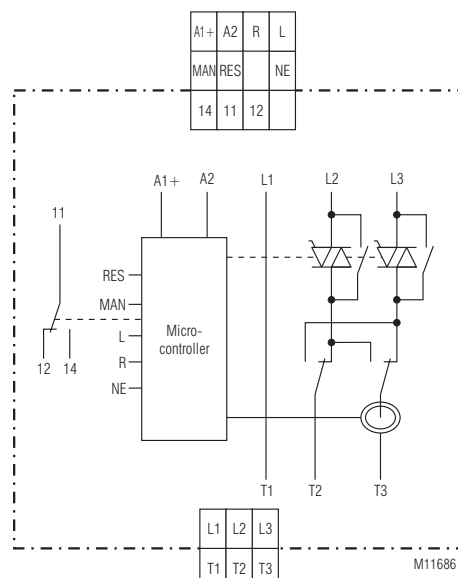 A1+ A2 R L
MAN RES NE
14 11 12
A1+ A2 L1 L2 L3
11
RES
MAN
Micro-
controller
L
R
NE
12 14
T1 T2 T3
L1 L2 L3
T1 T2 T3
M11686